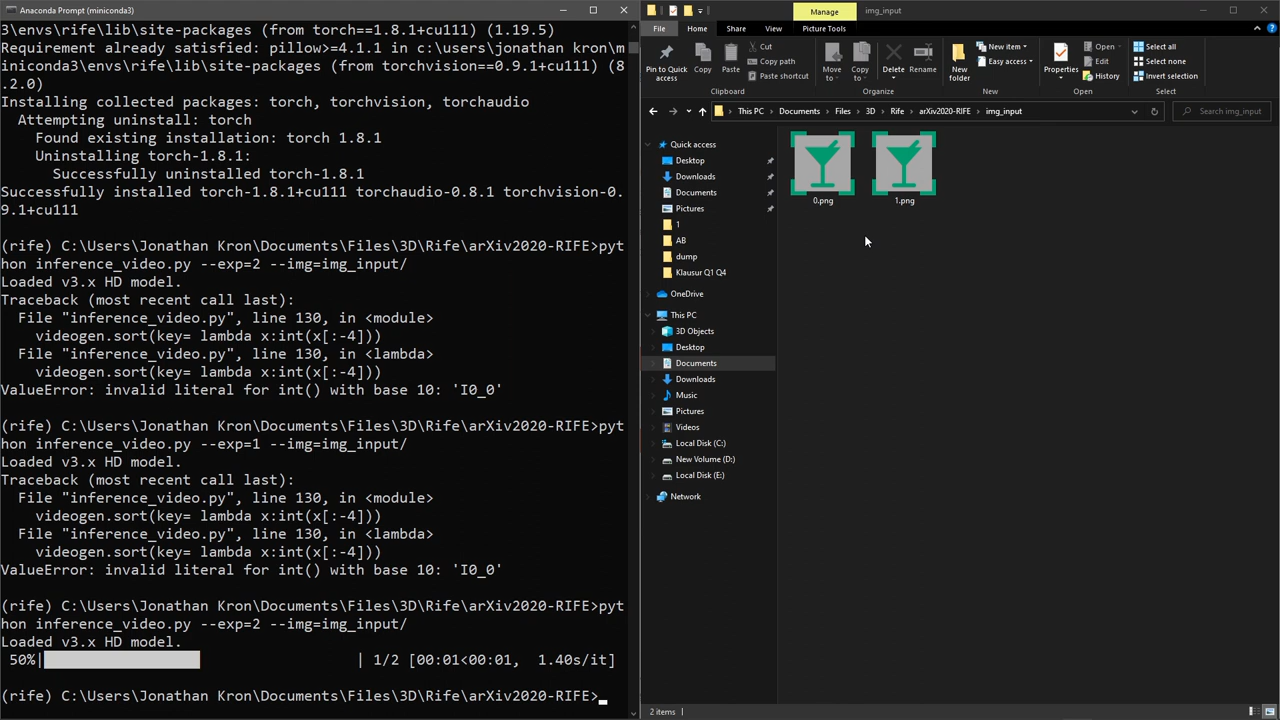 Anaconda Prompt (miniconda3)
3\envs\rife\lib\site-packages (from torch==1.8.1+cu111) (1.19.5)
Requirement already satisfied: pillow>=4.1.1 in c:\users\jonathan kron\m
iniconda3\envs\rife\lib\site-packages (from torchvision==0.9.1+cu111) (8
.2.0)
Installing collected packages: torch, torchvision, torchaudio
Attempting uninstall: torch
Found existing installation: torch 1.8.1
Uninstalling torch-1.8.1:
Successfully uninstalled torch-1.8.1
Successfully installed torch-1.8.1+cu111 torchaudio-0.8.1 torchvision-0.
9.1+cu111
(rife) C:\Users\Jonathan Kron\Documents\Files\3D\Rife\arXiv2020-RIFE>pyt
hon inference_video.py --exp=2 --img=img_input/
Loaded v3.x HD model.
Traceback (most recent call last):
File "inference_video.py", line 130, in <module>
videogen.sort(key= lambda x:int(x[:-4]))
File "inference_video.py", line 130, in <lambda>
videogen.sort(key= lambda x:int(x[:-4]))
ValueError: invalid literal for int() with base 10: 'I0_0'
(rife) C:\Users\Jonathan Kron\Documents\Files\3D\Rife\arXiv2020-RIFE>pyt
hon inference_video.py --exp=1 --img=img_input/
Loaded v3.x HD model.
Traceback (most recent call last):
File "inference_video.py", line 130, in <module>
videogen.sort(key= lambda x:int(x[:-4]))
File "inference_video.py", line 130, in <lambda>
videogen.sort(key= lambda x:int(x[:-4]))
ValueError: invalid literal for int() with base 10: 'I0_0'
(rife) C:\Users\Jonathan Kron\Documents\Files\3D\Rife\arXiv2020-RIFE>pyt
hon inference_video.py --exp=2 --img=img_input/
Loaded v3.x HD model.
50%| | 1/2 [00:01<00:01, 1.40s/it]
(rife) C:\Users\Jonathan Kron\Documents\Files\3D\Rife\arXiv2020-RIFE>_
Manage
img_input
File Home Share View Picture Tools
Pin to Quick access
Copy
Paste
Cut
Copy path
Paste shortcut
Clipboard
Move to
Copy to
Delete
Rename
Organize
New folder
New item
Easy access
New
Properties
Open
Edit
History
Open
Select all
Select none
Invert selection
Select
This PC > Documents > Files > 3D > Rife > arXiv2020-RIFE > img_input
Search img_input
Quick access
Desktop
Downloads
Documents
Pictures
1
AB
dump
Klausur Q1 Q4
OneDrive
This PC
3D Objects
Desktop
Documents
Downloads
Music
Pictures
Videos
Local Disk (C:)
New Volume (D:)
Local Disk (E:)
Network
0.png
1.png
2 items